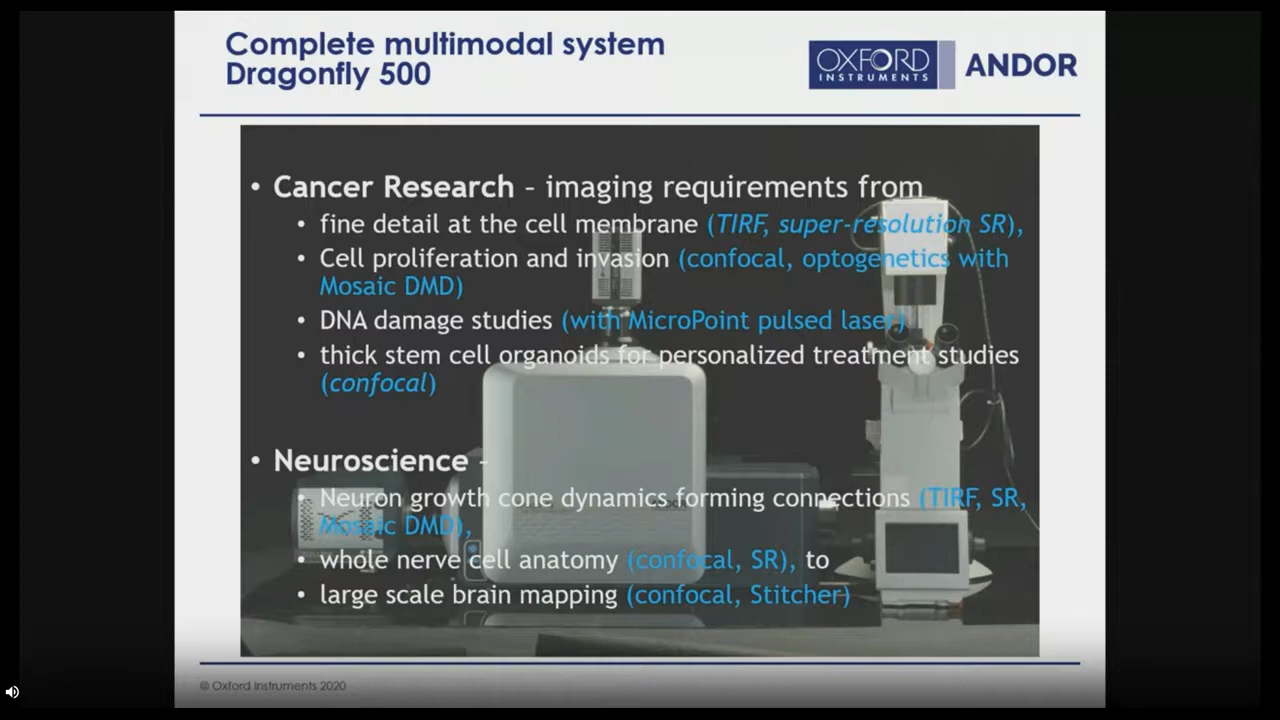 Complete multimodal system
Dragonfly 500
OXFORD
INSTRUMENTS
ANDOR
• Cancer Research – imaging requirements from
• fine detail at the cell membrane (TIRF, super-resolution SR),
• Cell proliferation and invasion (confocal, optogenetics with
Mosaic DMD)
• DNA damage studies (with MicroPoint pulsed laser)
• thick stem cell organoids for personalized treatment studies
(confocal)
• Neuroscience –
• Neuron growth cone dynamics forming connections (TIRF, SR,
Mosaic DMD),
• whole nerve cell anatomy (confocal, SR), to
• large scale brain mapping (confocal, Stitcher)
© Oxford Instruments 2020